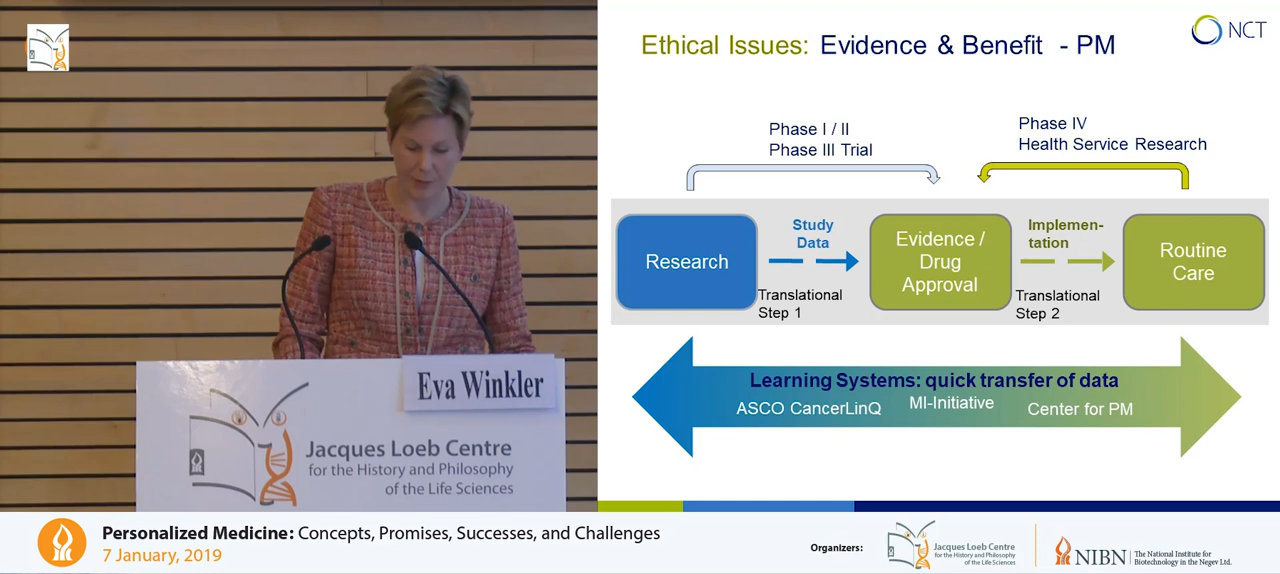 Ethical Issues: Evidence & Benefit - PM
NCT
Phase I / II
Phase III Trial
Phase IV
Health Service Research
Research
Study
Data
Translational
Step 1
Evidence /
Drug
Approval
Implemen-
tation
Translational
Step 2
Routine
Care
Learning Systems: quick transfer of data
ASCO CancerLinQ
MI-Initiative
Center for PM
Eva Winkler
Jacques Loeb Centre
for the History and Philosophy
of the Life Sciences
Personalized Medicine: Concepts, Promises, Successes, and Challenges
7 January, 2019
Organizers:
Jacques Loeb Centre
for the History and Philosophy
of the Life Sciences
NIBN
The National Institute for
Biotechnology in the Negev Ltd.